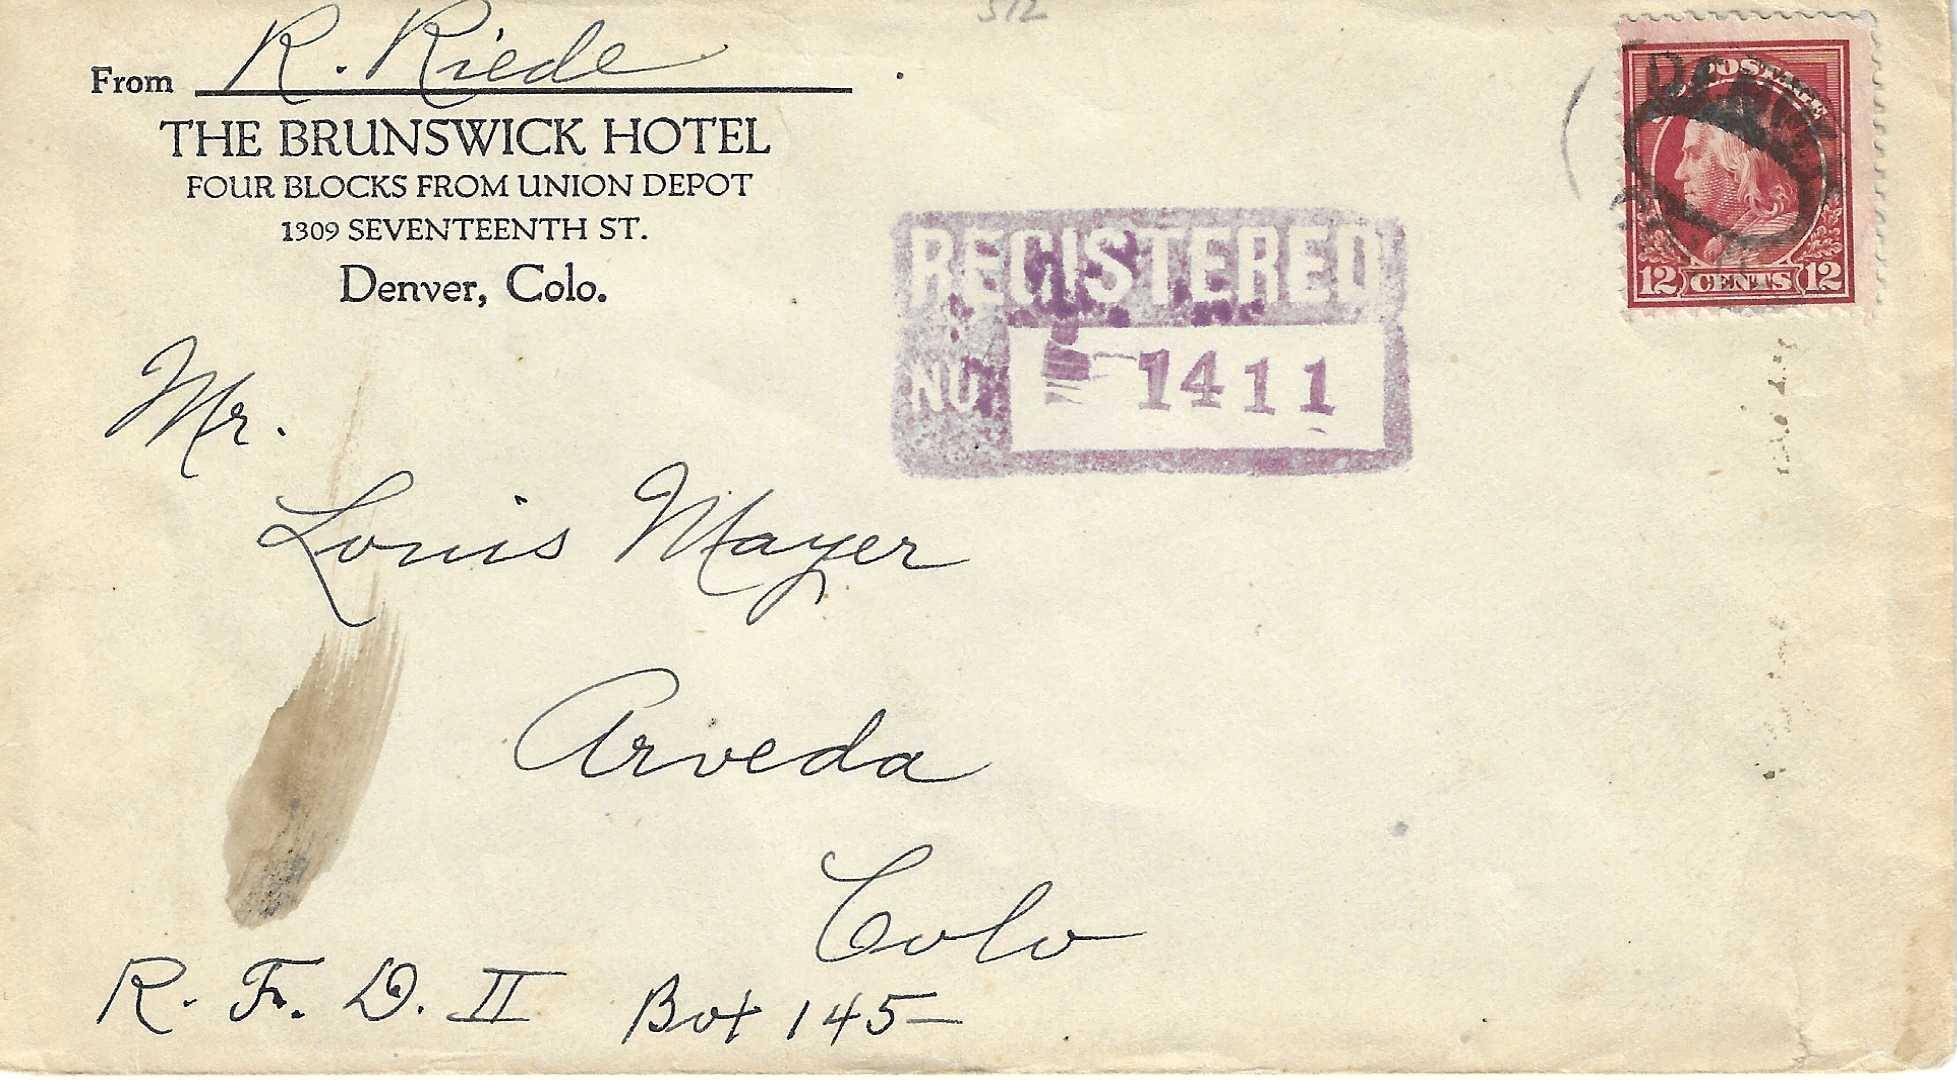 512
From R. Riede
THE BRUNSWICK HOTEL
FOUR BLOCKS FROM UNION DEPOT
1309 SEVENTEENTH ST.
Denver, Colo.
POSTAGE
12 CENTS 12
REGISTERED
NO. 1411
Mr.
Louis Mayer
Arveda
Colo
R. F. D. II Box 145